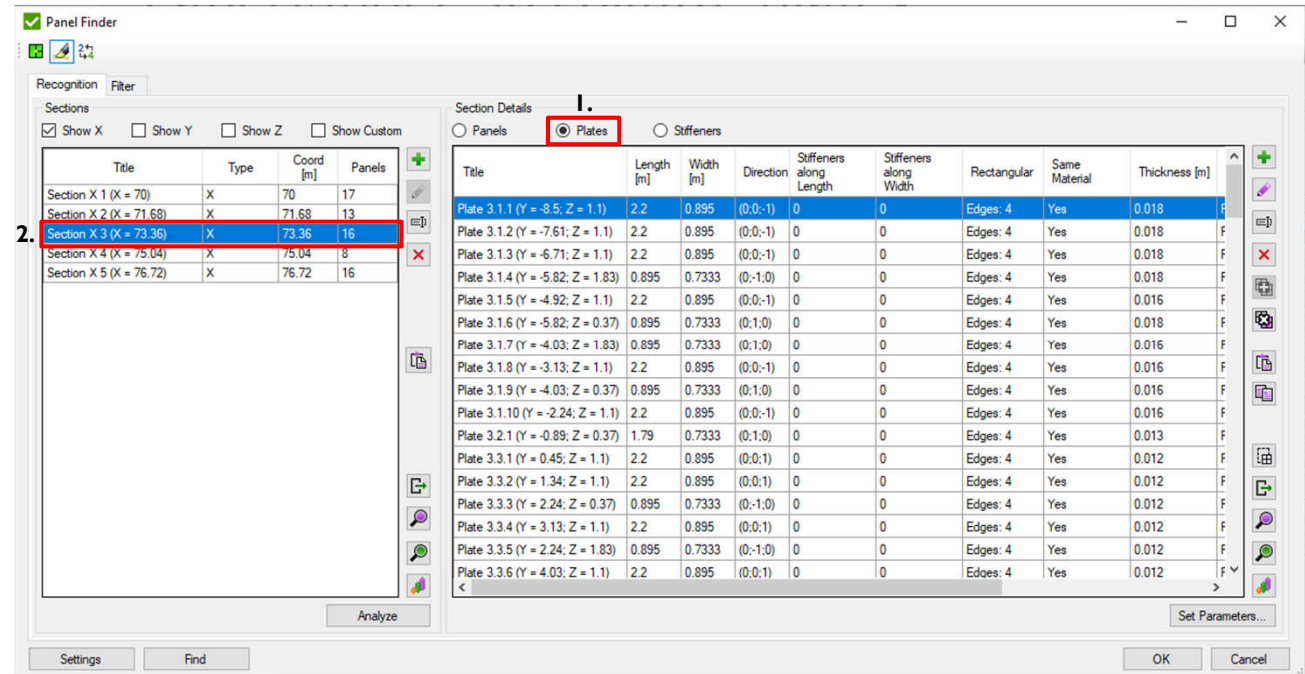 Panel Finder
Recognition Filter
Sections
Show X Show Y Show Z Show Custom
Title Type Coord [m] Panels
Section X 1 (X = 70) X 70 17
Section X 2 (X = 71.68) X 71.68 13
2. Section X 3 (X = 73.36) X 73.36 16
Section X 4 (X = 75.04) X 75.04 8
Section X 5 (X = 76.72) X 76.72 16
Analyze
Section Details
1.
Panels Plates Stiffeners
Title Length [m] Width [m] Direction Stiffeners along Length Stiffeners along Width Rectangular Same Material Thickness [m]
Plate 3.1.1 (Y = -8.5; Z = 1.1) 2.2 0.895 (0;0;-1) 0 0 Edges: 4 Yes 0.018 F
Plate 3.1.2 (Y = -7.61; Z = 1.1) 2.2 0.895 (0;0;-1) 0 0 Edges: 4 Yes 0.018 F
Plate 3.1.3 (Y = -6.71; Z = 1.1) 2.2 0.895 (0;0;-1) 0 0 Edges: 4 Yes 0.018 F
Plate 3.1.4 (Y = -5.82; Z = 1.83) 0.895 0.7333 (0;-1;0) 0 0 Edges: 4 Yes 0.018 F
Plate 3.1.5 (Y = -4.92; Z = 1.1) 2.2 0.895 (0;0;-1) 0 0 Edges: 4 Yes 0.016 F
Plate 3.1.6 (Y = -5.82; Z = 0.37) 0.895 0.7333 (0;1;0) 0 0 Edges: 4 Yes 0.018 F
Plate 3.1.7 (Y = -4.03; Z = 1.83) 0.895 0.7333 (0;1;0) 0 0 Edges: 4 Yes 0.016 F
Plate 3.1.8 (Y = -3.13; Z = 1.1) 2.2 0.895 (0;0;-1) 0 0 Edges: 4 Yes 0.016 F
Plate 3.1.9 (Y = -4.03; Z = 0.37) 0.895 0.7333 (0;1;0) 0 0 Edges: 4 Yes 0.016 F
Plate 3.1.10 (Y = -2.24; Z = 1.1) 2.2 0.895 (0;0;-1) 0 0 Edges: 4 Yes 0.016 F
Plate 3.2.1 (Y = -0.89; Z = 0.37) 1.79 0.7333 (0;1;0) 0 0 Edges: 4 Yes 0.013 F
Plate 3.3.1 (Y = 0.45; Z = 1.1) 2.2 0.895 (0;0;1) 0 0 Edges: 4 Yes 0.012 F
Plate 3.3.2 (Y = 1.34; Z = 1.1) 2.2 0.895 (0;0;1) 0 0 Edges: 4 Yes 0.012 F
Plate 3.3.3 (Y = 2.24; Z = 0.37) 0.895 0.7333 (0;-1;0) 0 0 Edges: 4 Yes 0.012 F
Plate 3.3.4 (Y = 3.13; Z = 1.1) 2.2 0.895 (0;0;1) 0 0 Edges: 4 Yes 0.012 F
Plate 3.3.5 (Y = 2.24; Z = 1.83) 0.895 0.7333 (0;-1;0) 0 0 Edges: 4 Yes 0.012 F
Plate 3.3.6 (Y = 4.03; Z = 1.1) 2.2 0.895 (0;0;1) 0 0 Edges: 4 Yes 0.012 F
Set Parameters...
Settings Find OK Cancel